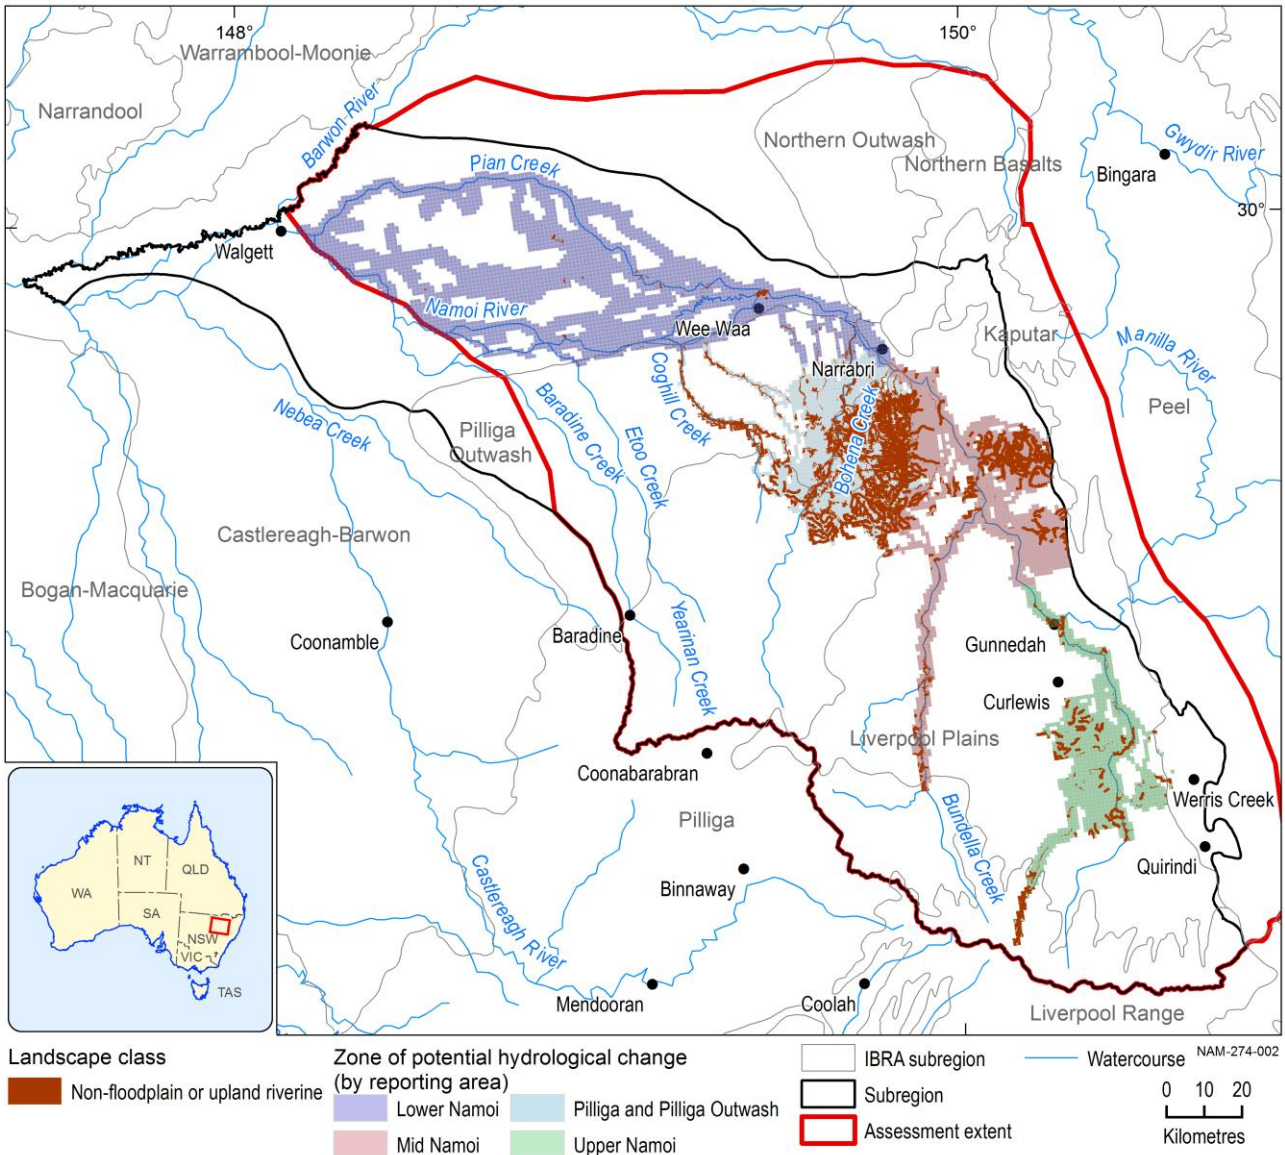 148°
150°
Warrambool-Moonie
Narrandool
Barwon-River
Northern Outwash
Northern Basalts
Gwydir River
Bingara
Pian Creek
30°
Walgett
Namoi River
Wee Waa
Kaputar
Manilla River
Narrabri
Coghill Creek
Bohena Creek
Peel
Nebea Creek
Baradine Creek
Etoo Creek
Pilliga
Outwash
Castlereagh-Barwon
Bogan-Macquarie
Coonamble
Baradine
Yearinan Creek
Gunnedah
Curlewis
Liverpool Plains
Coonabarabran
Werris Creek
Pilliga
Bundella Creek
Quirindi
Binnaway
Castlereagh River
Mendooran
Coolah
Liverpool Range
NT
QLD
WA
SA
NSW
VIC
TAS
Landscape class
Non-floodplain or upland riverine
Zone of potential hydrological change
(by reporting area)
Lower Namoi
Pilliga and Pilliga Outwash
Mid Namoi
Upper Namoi
IBRA subregion
Watercourse
NAM-274-002
Subregion
Assessment extent
0 10 20
Kilometres